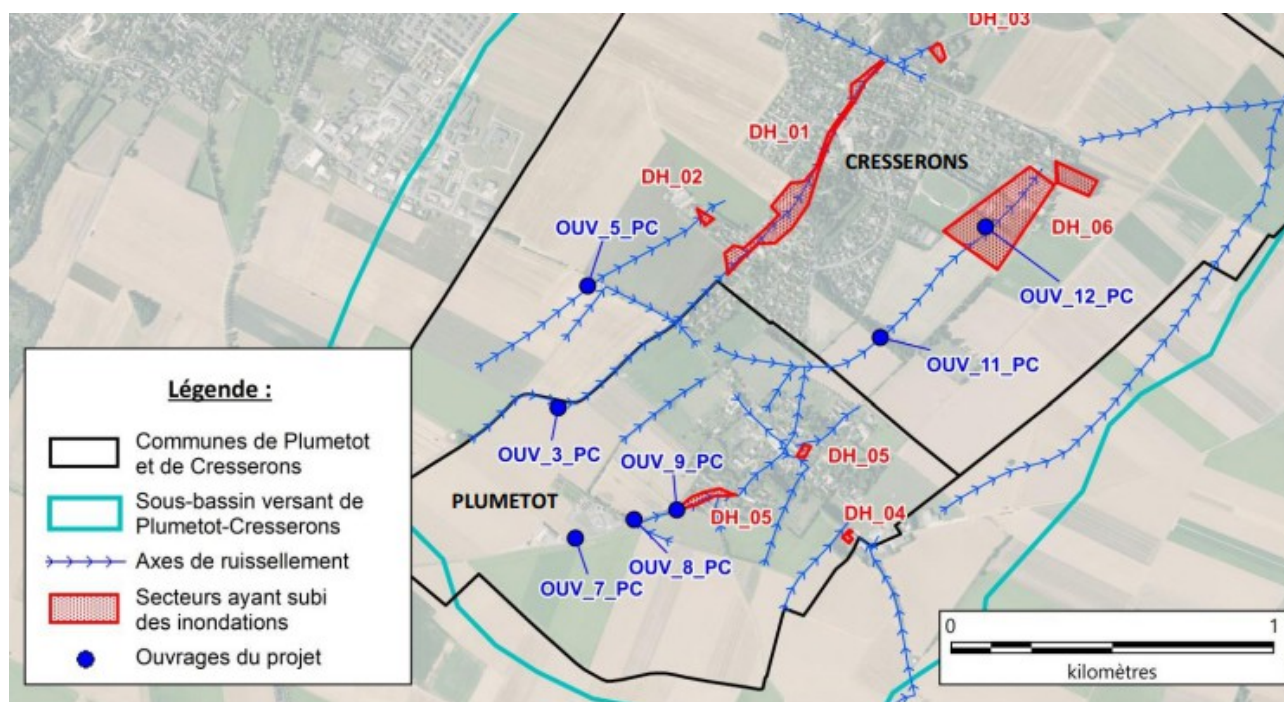 DH_03
DH_01
CRESSERONS
DH_02
OUV_5_PC
DH_06
OUV_12_PC
OUV_11_PC
OUV_3_PC
OUV_9_PC
DH_05
PLUMETOT
DH_05
DH_04
OUV_8_PC
OUV_7_PC
Légende :
Communes de Plumetot
et de Cresserons
Sous-bassin versant de
Plumetot-Cresserons
Axes de ruissellement
Secteurs ayant subi
des inondations
Ouvrages du projet
0 1
kilomètres